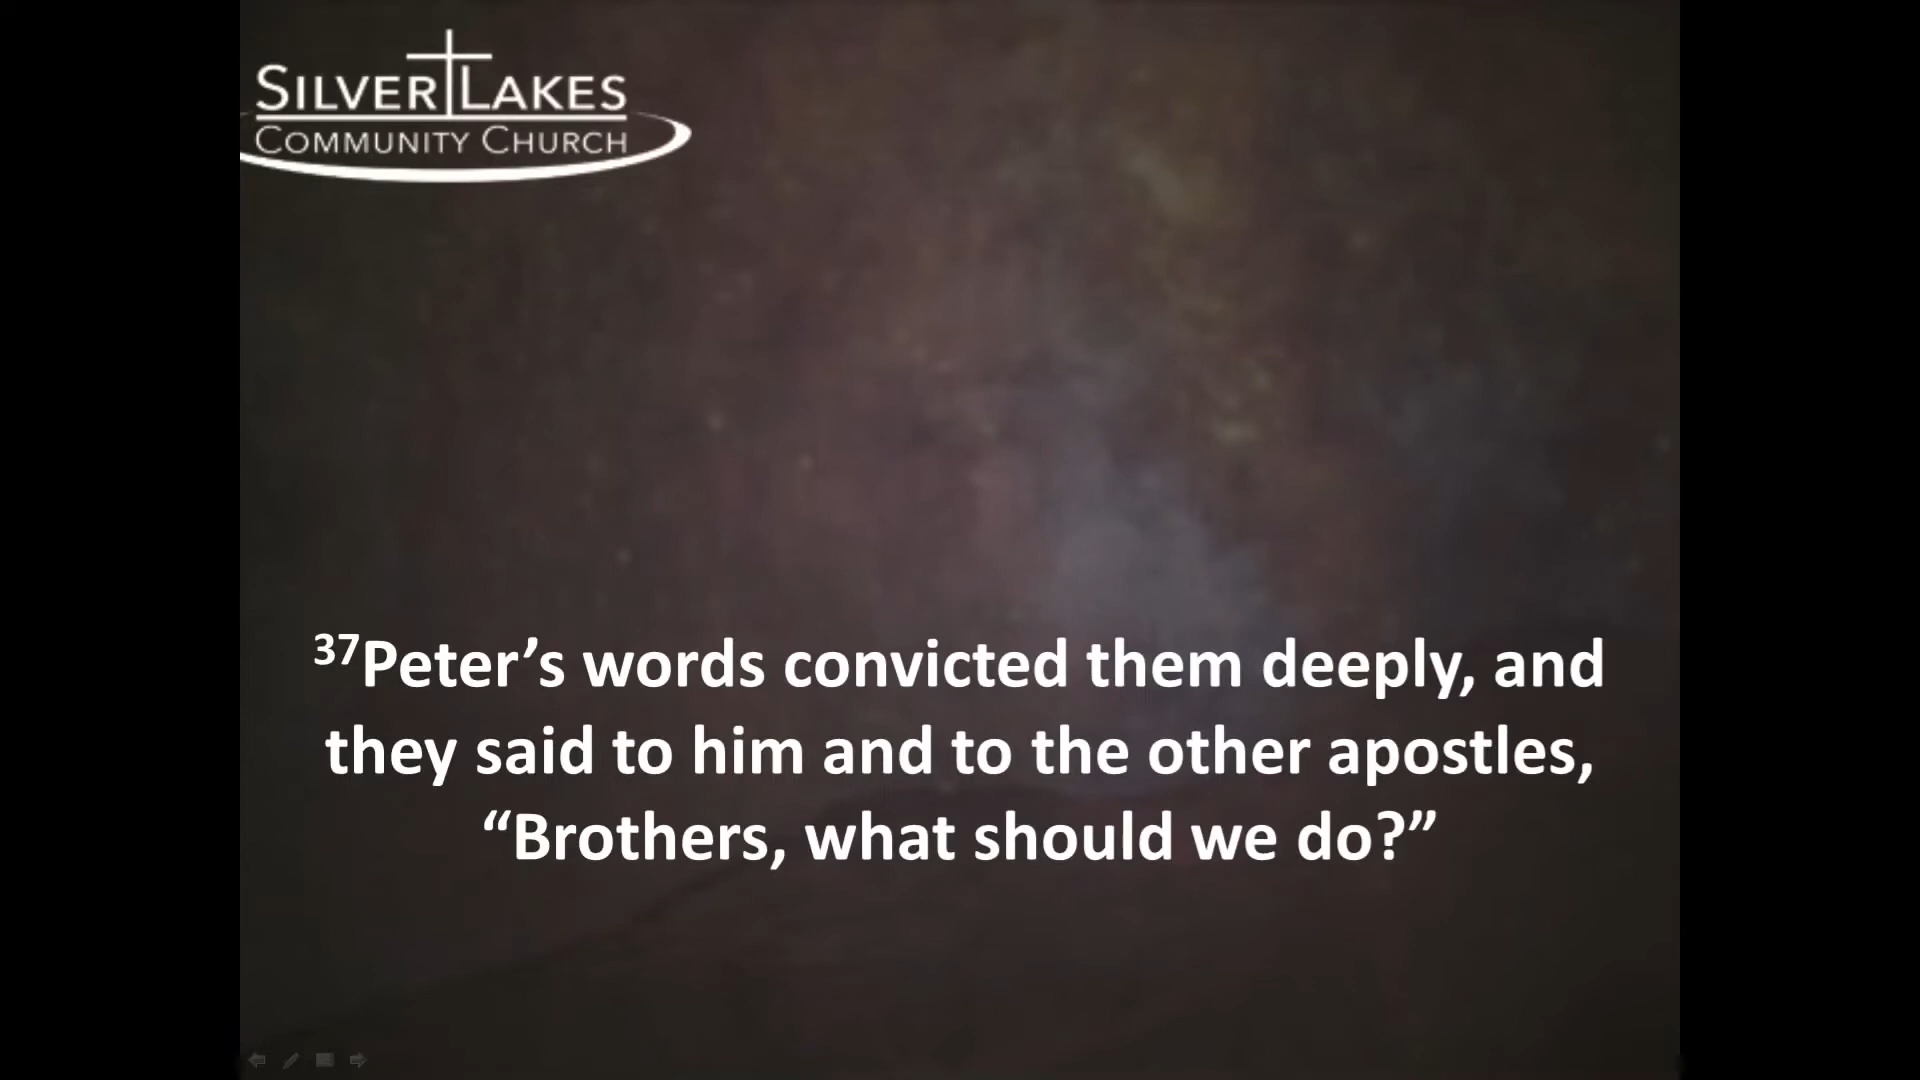 SILVER LAKES
COMMUNITY CHURCH
37Peter’s words convicted them deeply, and
they said to him and to the other apostles,
“Brothers, what should we do?”